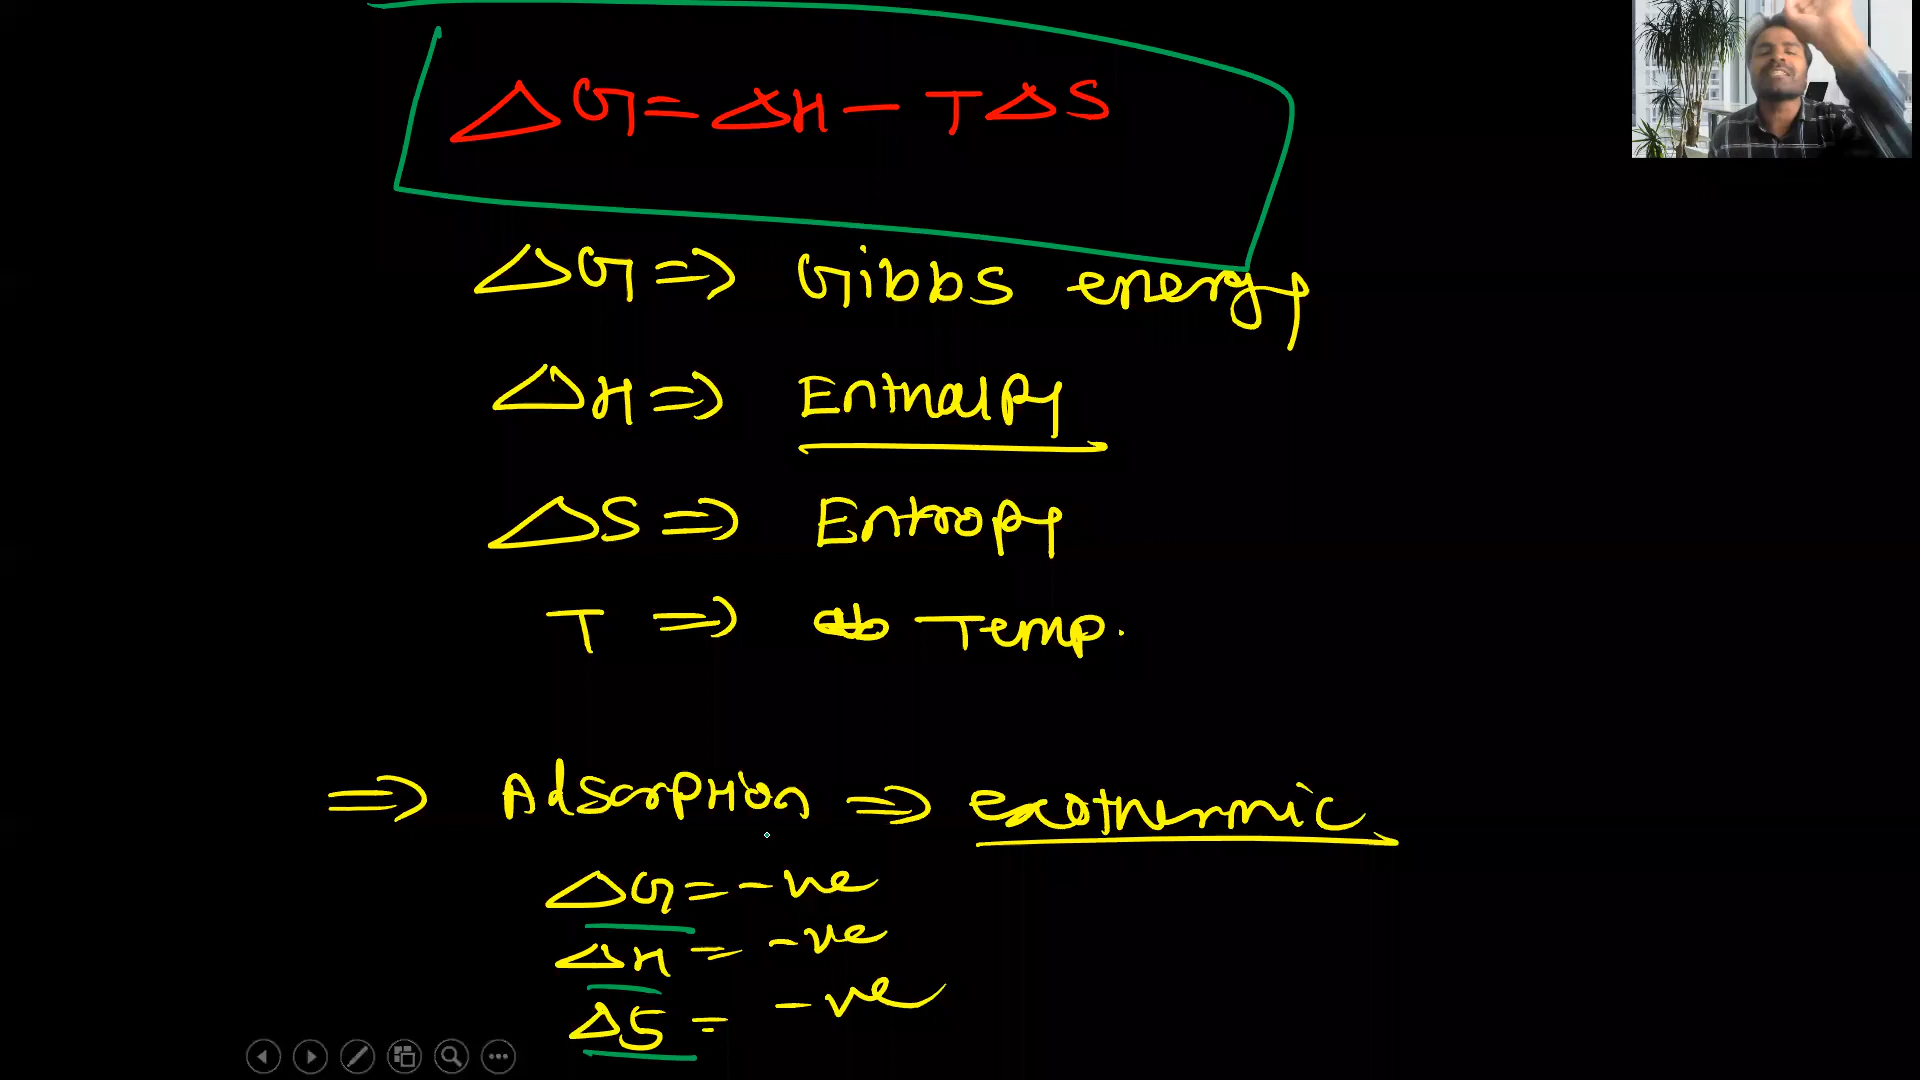 ΔG = ΔH − TΔS
ΔG ⇒ Gibbs energy
ΔH ⇒ Enthalpy
ΔS ⇒ Entropy
T ⇒ Temp.
⇒ Adsorption ⇒ exothermic
ΔG = -ve
ΔH = -ve
ΔS = -ve